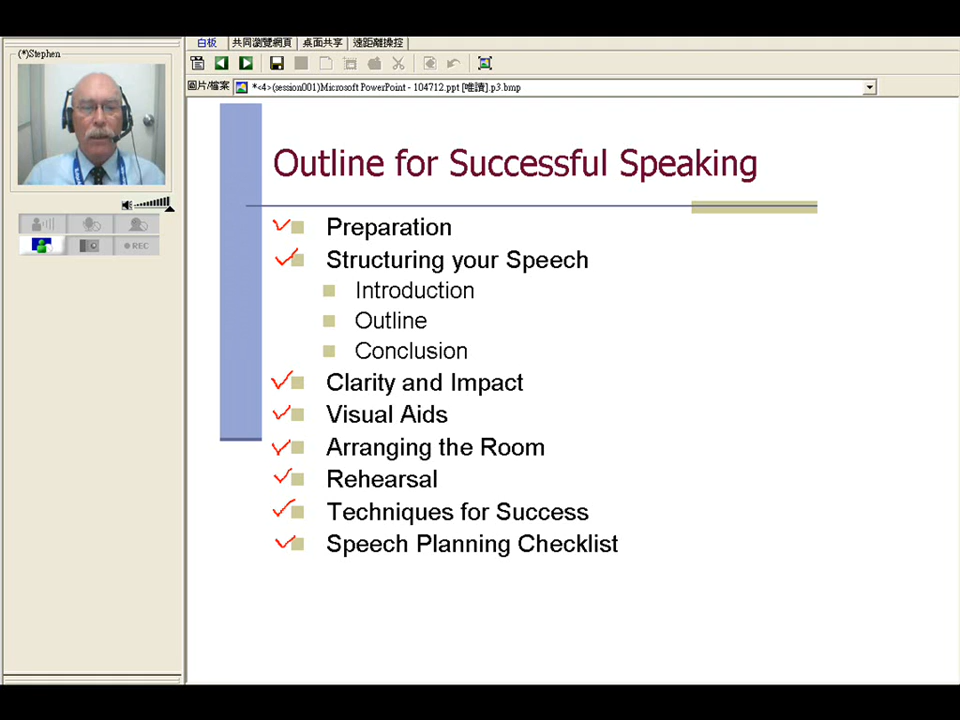 白板 共同瀏覽網頁 桌面共享 遠距離操控
(*)Stephen
圖片/檔案 *<4>(session001)Microsoft PowerPoint - 104712.ppt [唯讀].p3.bmp
Outline for Successful Speaking
Preparation
Structuring your Speech
Introduction
Outline
Conclusion
Clarity and Impact
Visual Aids
Arranging the Room
Rehearsal
Techniques for Success
Speech Planning Checklist
REC